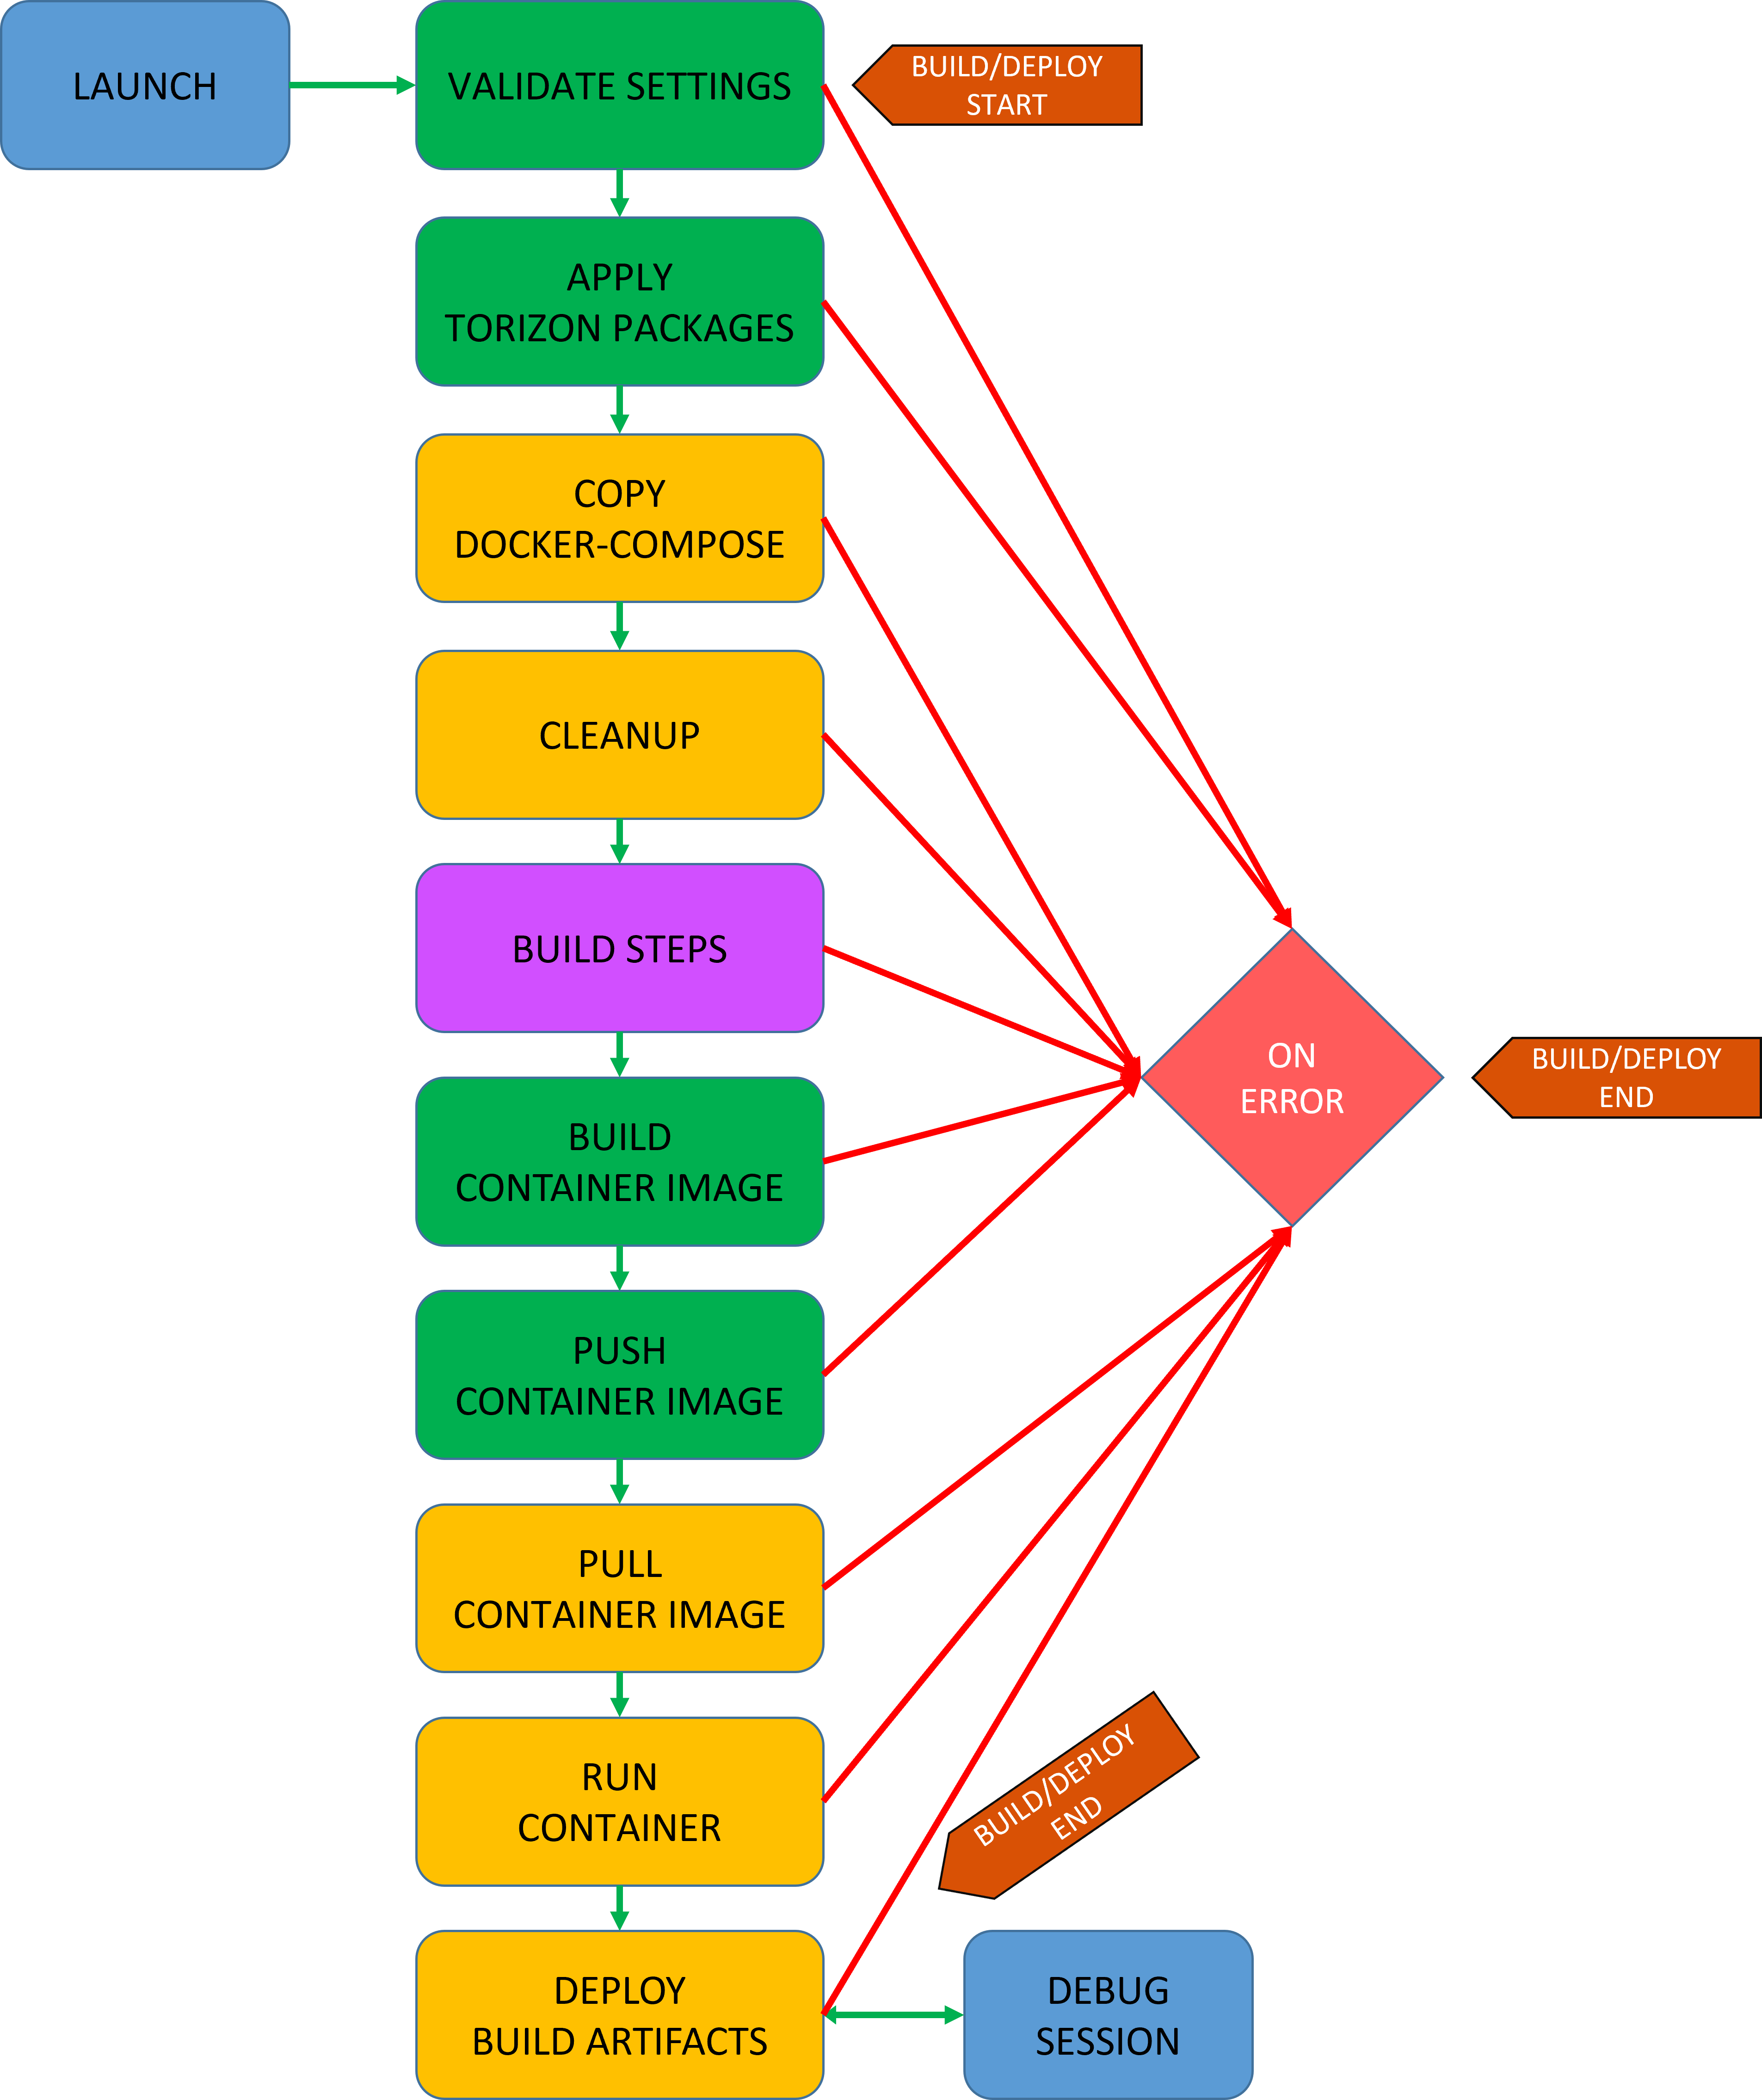 LAUNCH
VALIDATE SETTINGS
BUILD/DEPLOY
START
APPLY
TORIZON PACKAGES
COPY
DOCKER-COMPOSE
CLEANUP
BUILD STEPS
ON
ERROR
BUILD/DEPLOY
END
BUILD
CONTAINER IMAGE
PUSH
CONTAINER IMAGE
PULL
CONTAINER IMAGE
RUN
CONTAINER
BUILD/DEPLOY
END
DEPLOY
BUILD ARTIFACTS
DEBUG
SESSION